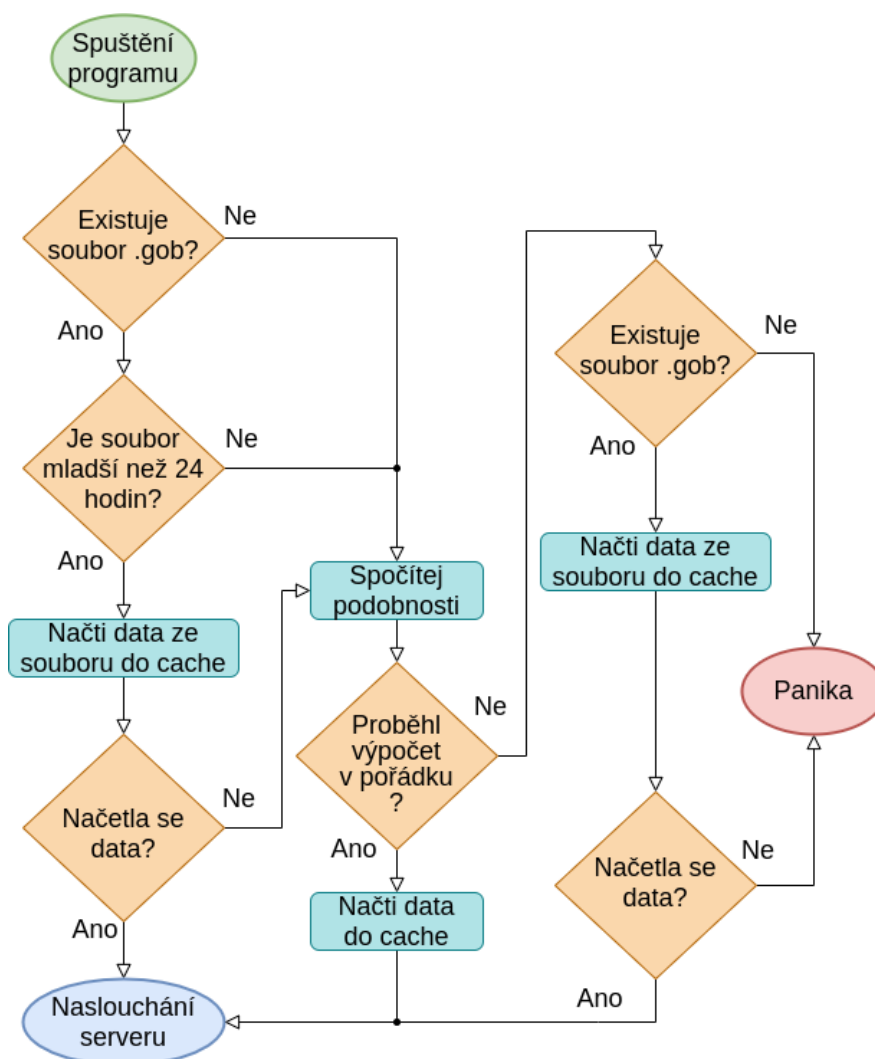 Spuštění
programu
Existuje
soubor .gob?
Ne
Ano
Je soubor
mladší než 24
hodin?
Ne
Ano
Načti data ze
souboru do cache
Načetla se
data?
Ne
Ano
Naslouchání
serveru
Spočítej
podobnosti
Proběhl
výpočet
v pořádku
?
Ne
Ano
Načti data
do cache
Existuje
soubor .gob?
Ne
Ano
Načti data ze
souboru do cache
Načetla se
data?
Ne
Ano
Panika